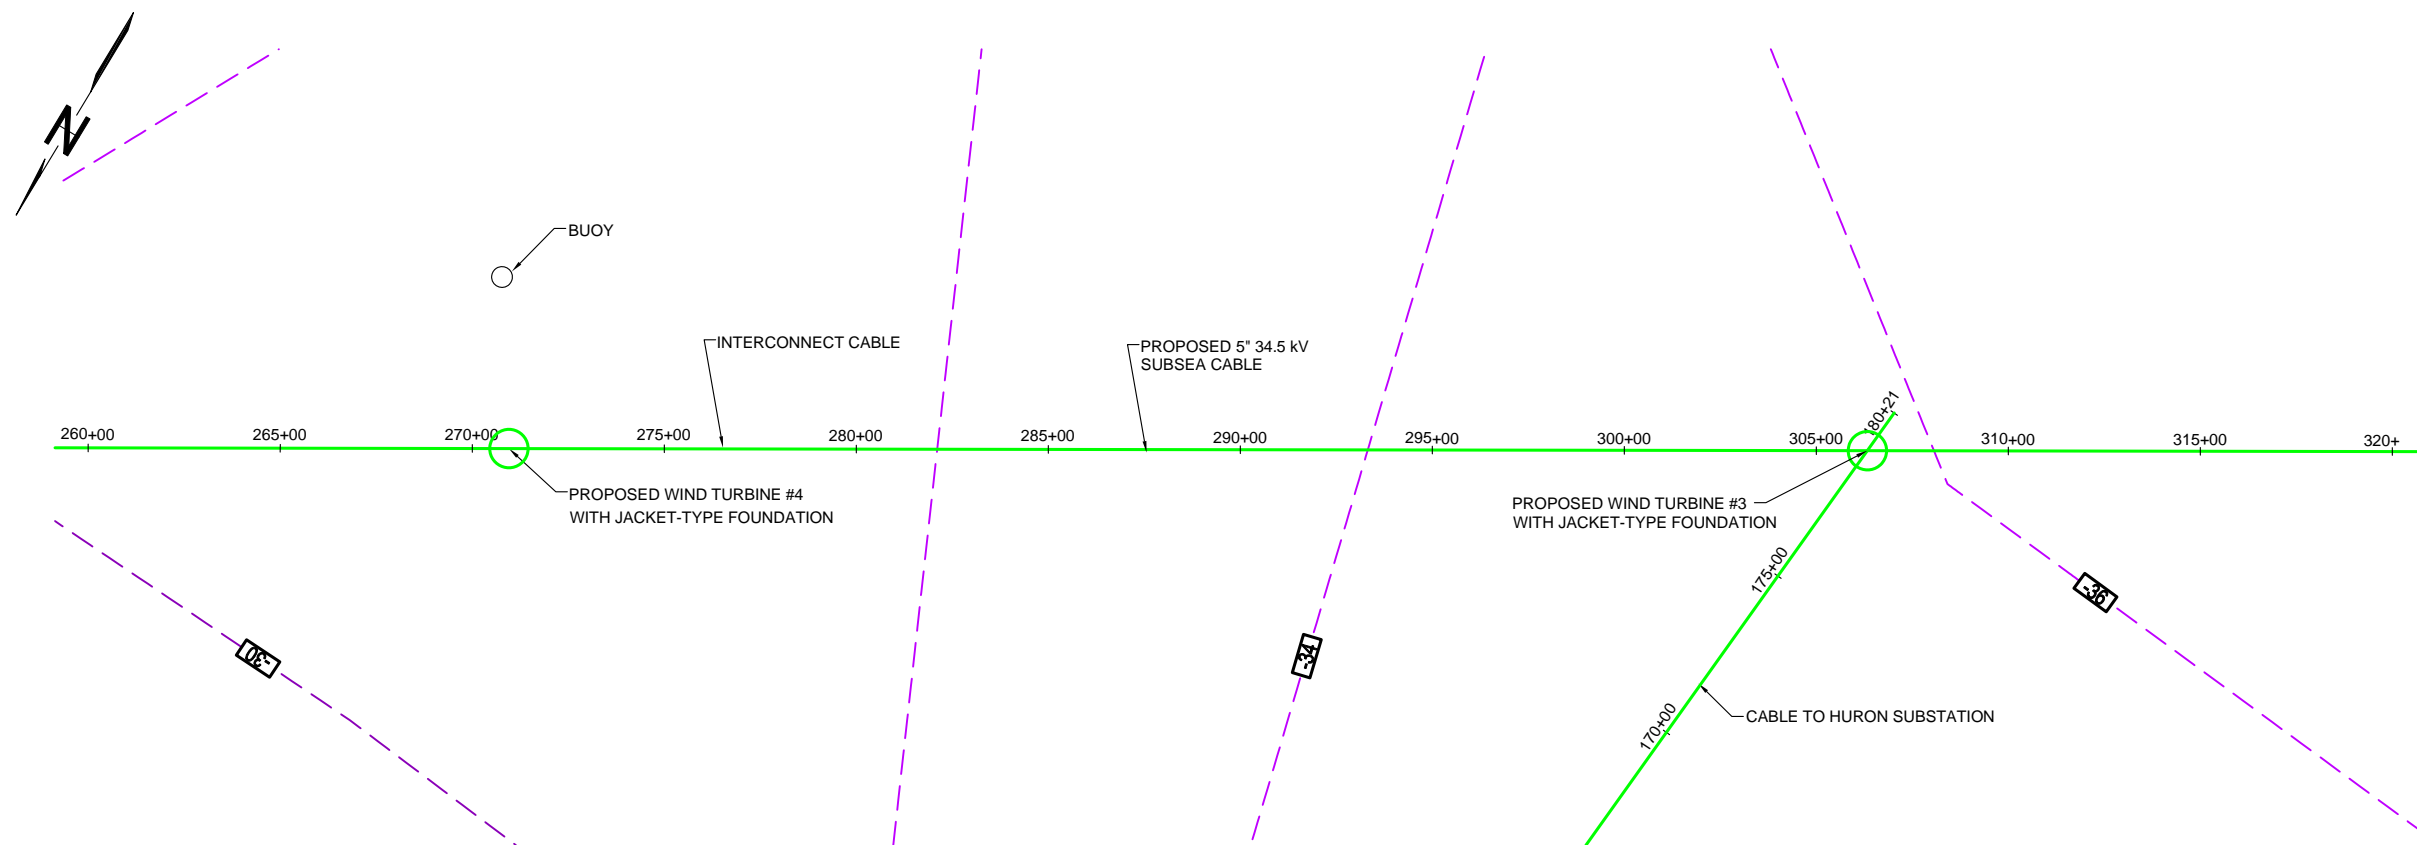 N
BUOY
INTERCONNECT CABLE
PROPOSED 5" 34.5 kV
SUBSEA CABLE
260+00
265+00
270+00
275+00
280+00
285+00
290+00
295+00
300+00
305+00
180+21
310+00
315+00
320+
PROPOSED WIND TURBINE #4
WITH JACKET-TYPE FOUNDATION
PROPOSED WIND TURBINE #3
WITH JACKET-TYPE FOUNDATION
175+00
-36
-30
-34
170+00
CABLE TO HURON SUBSTATION